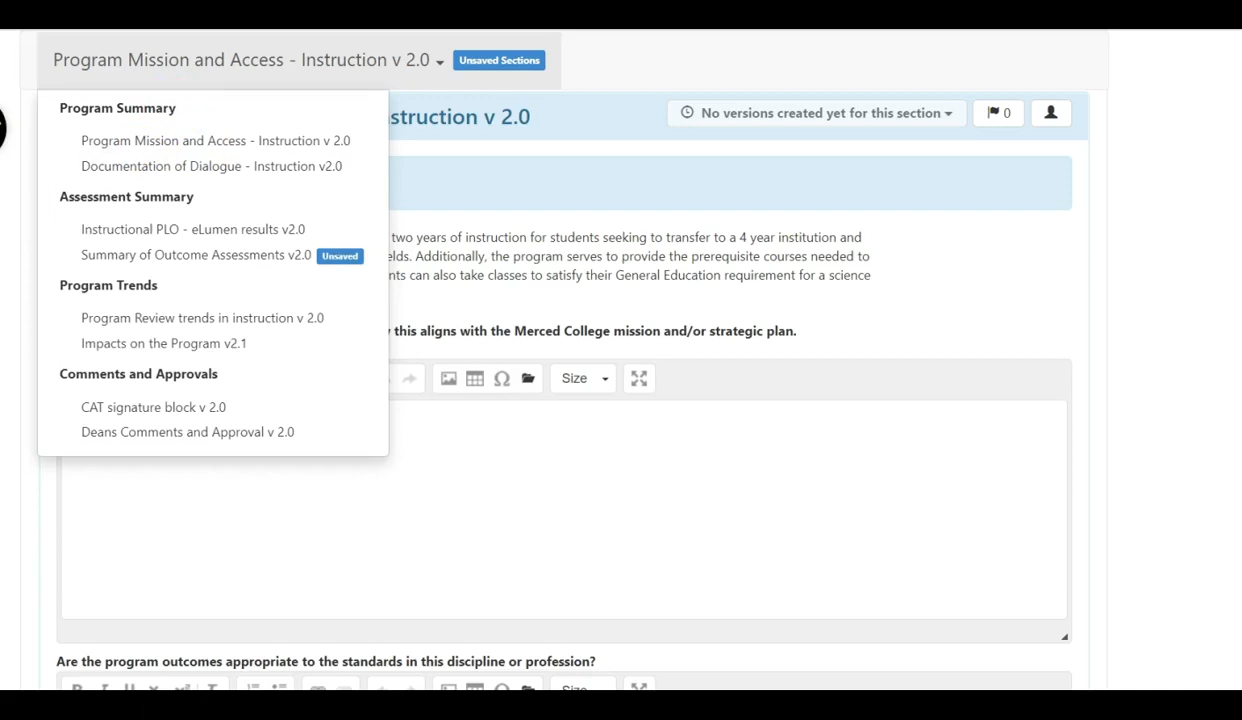 Program Mission and Access - Instruction v 2.0 Unsaved Sections
Program Summary
Program Mission and Access - Instruction v 2.0
Documentation of Dialogue - Instruction v2.0
Assessment Summary
Instructional PLO - eLumen results v2.0
Summary of Outcome Assessments v2.0 Unsaved
Program Trends
Program Review trends in instruction v 2.0
Impacts on the Program v2.1
Comments and Approvals
CAT signature block v 2.0
Deans Comments and Approval v 2.0
struction v 2.0
No versions created yet for this section
0
two years of instruction for students seeking to transfer to a 4 year institution and
elds. Additionally, the program serves to provide the prerequisite courses needed to
nts can also take classes to satisfy their General Education requirement for a science
this aligns with the Merced College mission and/or strategic plan.
Ω Size
Are the program outcomes appropriate to the standards in this discipline or profession?
Size